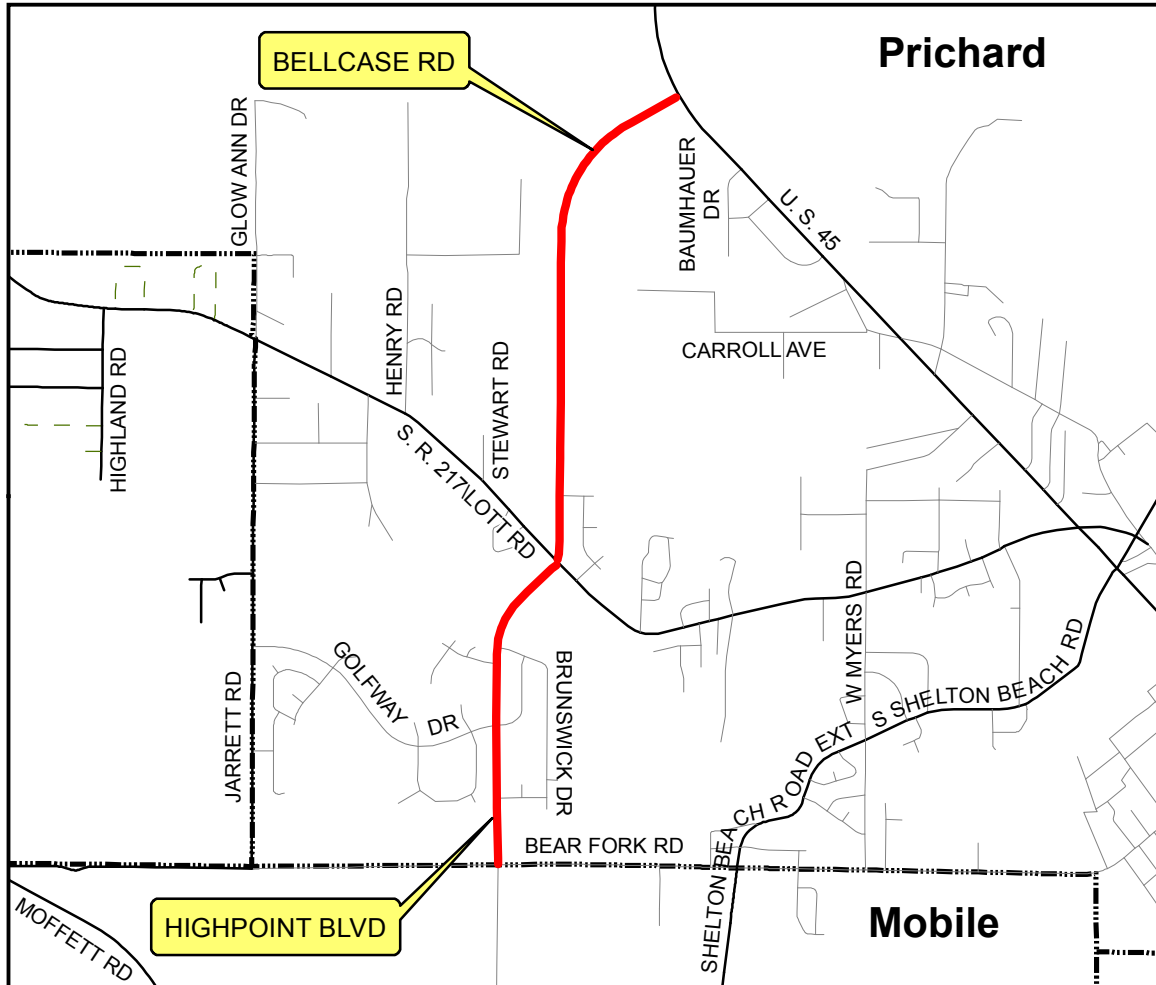 Prichard
BELLCASE RD
GLOW ANN DR
BAUMHAUER
DR
U. S. 45
HENRY RD
CARROLL AVE
HIGHLAND RD
STEWART RD
S. R. 217\LOTT RD
W MYERS RD
GOLFWAY DR
BRUNSWICK DR
S SHELTON BEACH RD
JARRETT RD
SHELTON BEACH ROAD EXT
BEAR FORK RD
HIGHPOINT BLVD
Mobile
MOFFETT RD